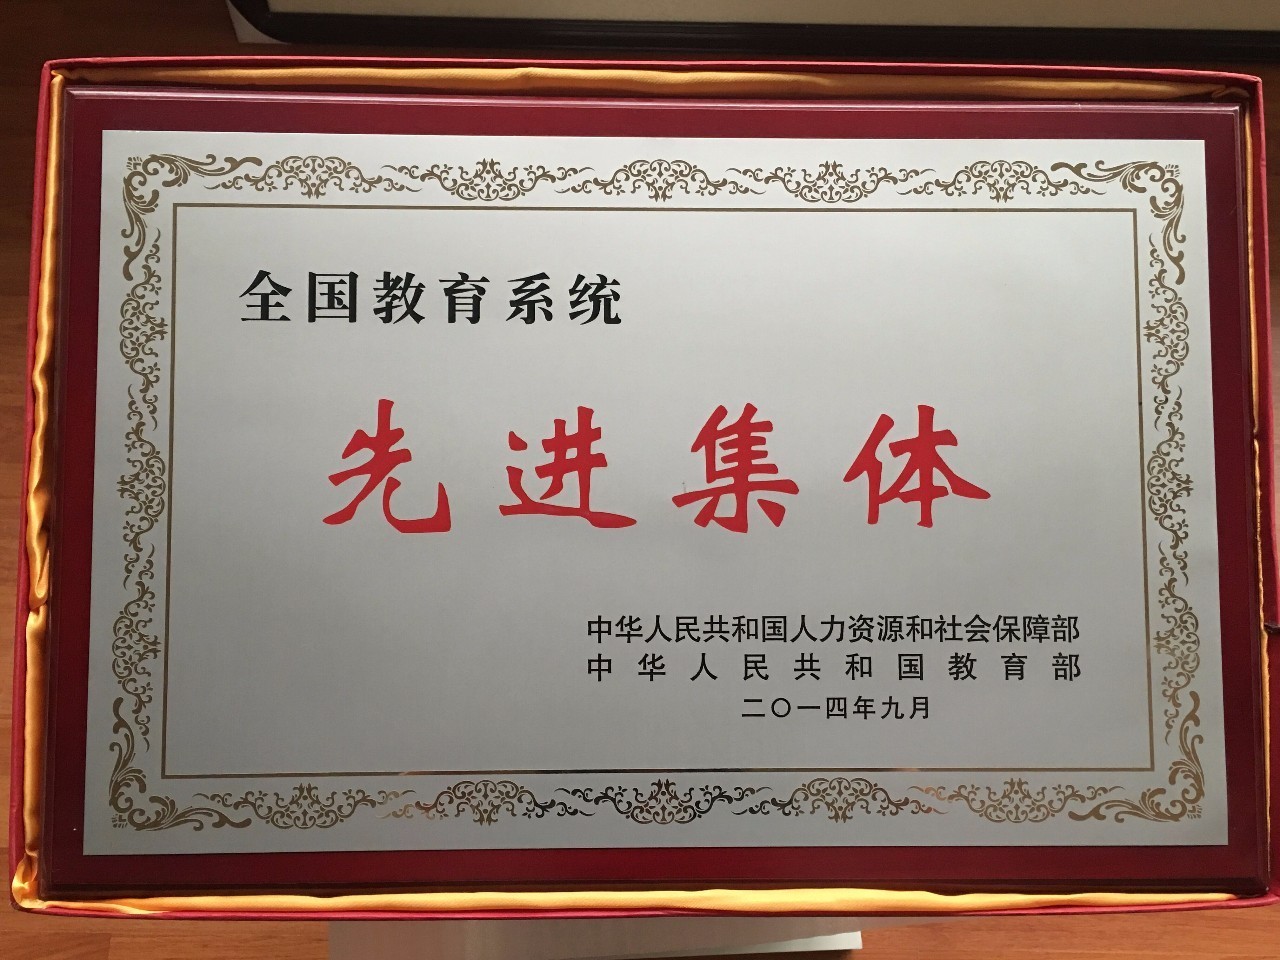 全国教育系统
先进集体
中华人民共和国人力资源和社会保障部
中华人民共和国教育部
二〇一四年九月